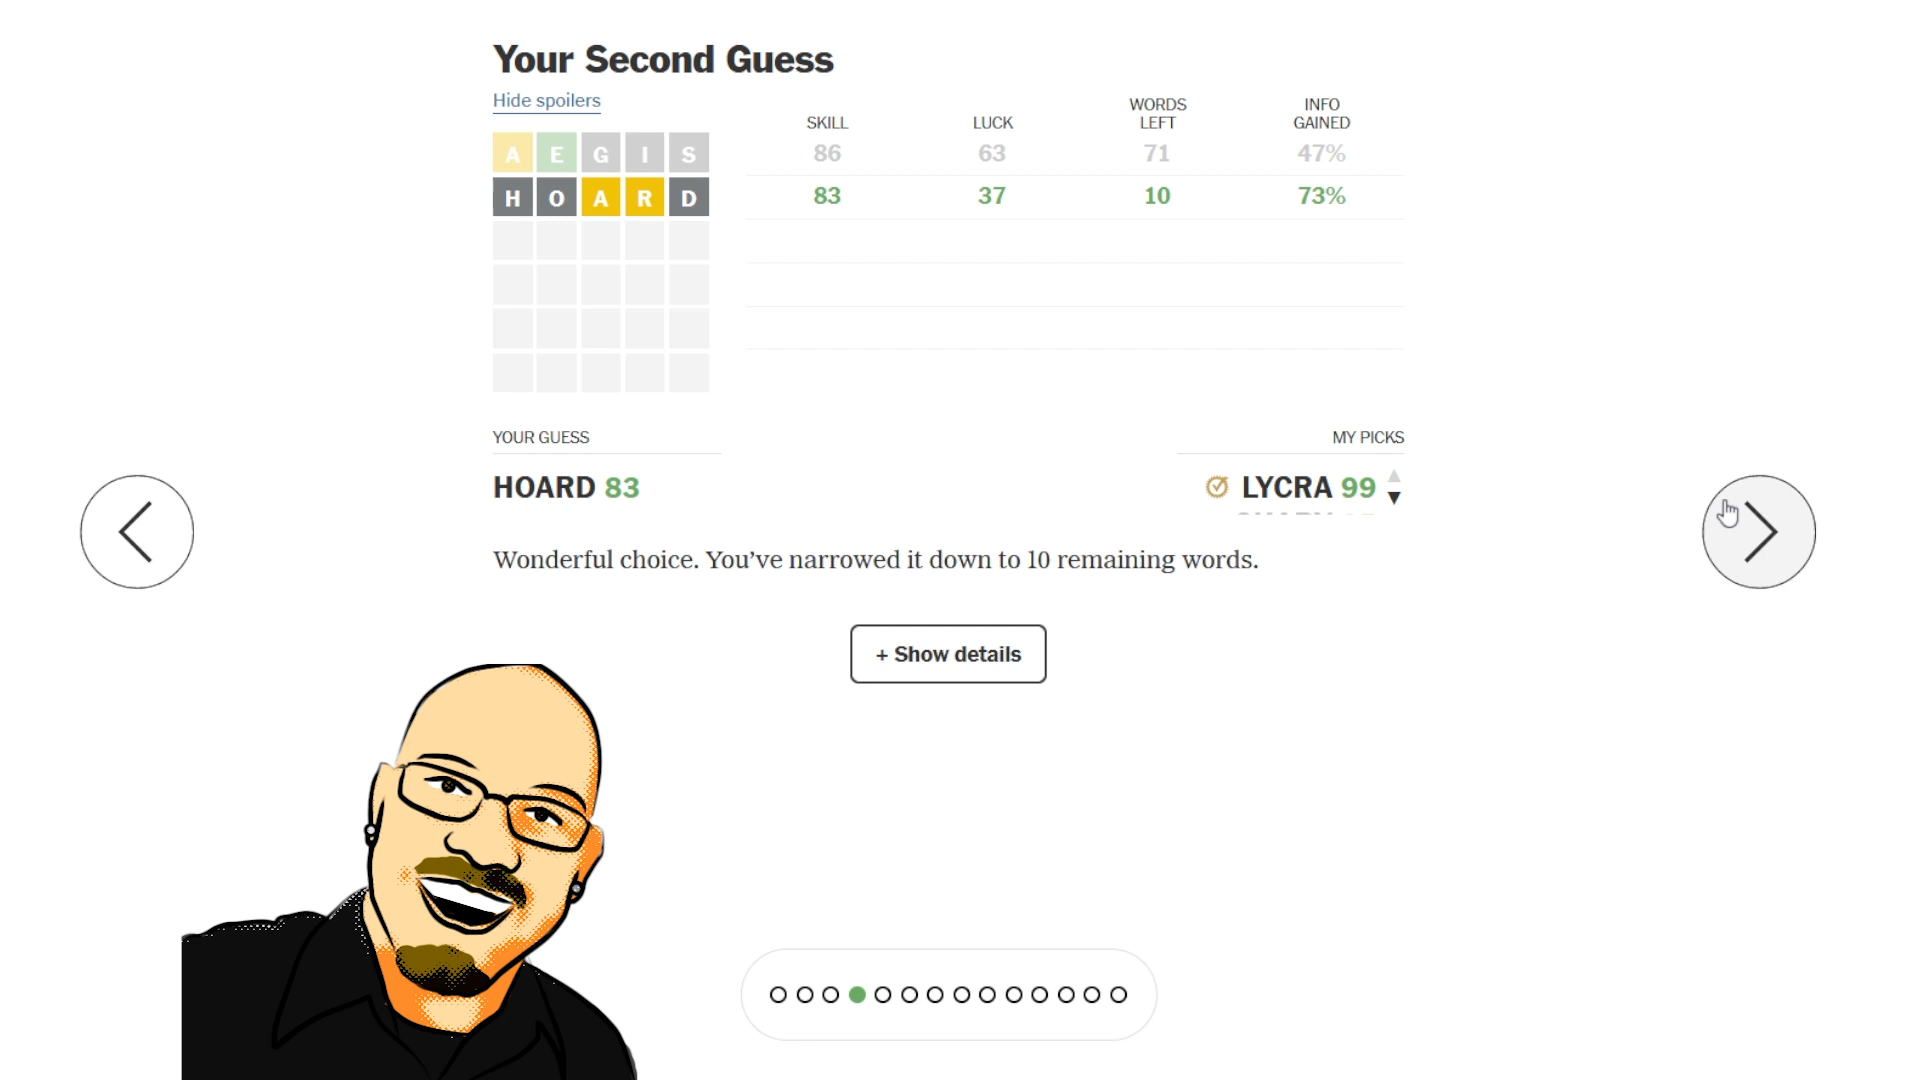 Your Second Guess
Hide spoilers
SKILL LUCK WORDS LEFT INFO GAINED
AEGIS 86 63 71 47%
HOARD 83 37 10 73%
YOUR GUESS MY PICKS
HOARD 83 LYCRA 99
Wonderful choice. You’ve narrowed it down to 10 remaining words.
+ Show details